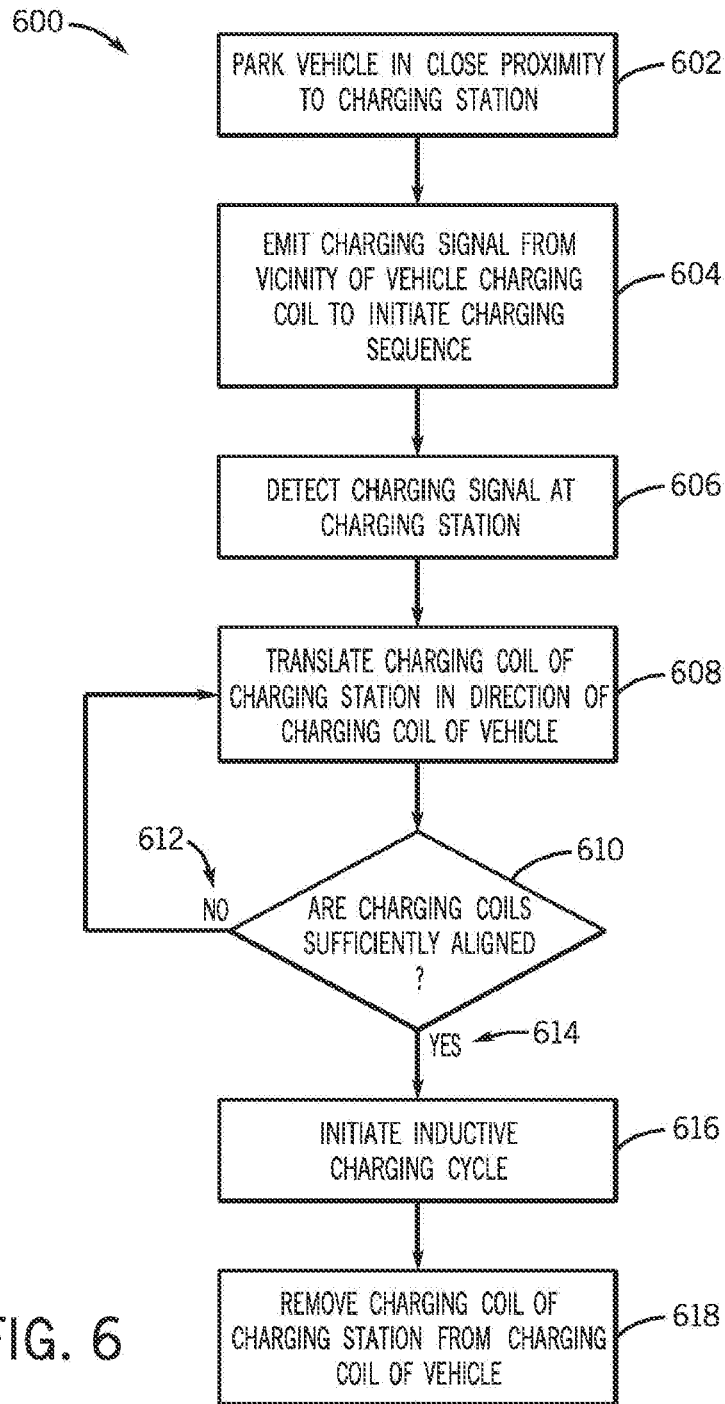 600
PARK VEHICLE IN CLOSE PROXIMITY
TO CHARGING STATION
602
EMIT CHARGING SIGNAL FROM
VICINITY OF VEHICLE CHARGING
COIL TO INITIATE CHARGING
SEQUENCE
604
DETECT CHARGING SIGNAL AT
CHARGING STATION
606
TRANSLATE CHARGING COIL OF
CHARGING STATION IN DIRECTION OF
CHARGING COIL OF VEHICLE
608
612
NO
610
ARE CHARGING COILS
SUFFICIENTLY ALIGNED
?
YES
614
INITIATE INDUCTIVE
CHARGING CYCLE
616
REMOVE CHARGING COIL OF
CHARGING STATION FROM CHARGING
COIL OF VEHICLE
618
FIG. 6